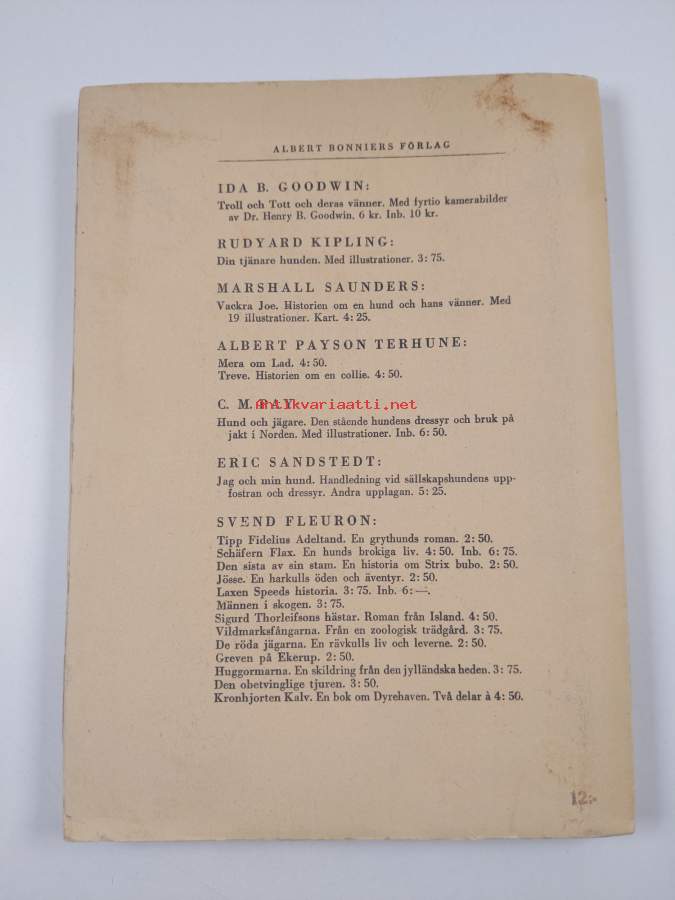 ALBERT BONNIERS FÖRLAG
IDA B. GOODWIN:
Troll och Tott och deras vänner. Med fyrtio kamerabilder
av Dr. Henry B. Goodwin. 6 kr. Inb. 10 kr.
RUDYARD KIPLING:
Din tjänare hunden. Med illustrationer. 3: 75.
MARSHALL SAUNDERS:
Vackra Joe. Historien om en hund och hans vänner. Med
19 illustrationer. Kart. 4: 25.
ALBERT PAYSON TERHUNE:
Mera om Lad. 4: 50.
Treve. Historien om en collie. 4: 50.
C. M.
antikvariaatti.net
Hund och jägare. Den stående hundens dressyr och bruk på
jakt i Norden. Med illustrationer. Inb. 6: 50.
ERIC SANDSTEDT:
Jag och min hund. Handledning vid sällskapshundens upp-
fostran och dressyr. Andra upplagan. 5: 25.
SVEND FLEURON:
Tipp Fidelius Adeltand. En grythunds roman. 2: 50.
Schäfern Flax. En hunds brokiga liv. 4: 50. Inb. 6: 75.
Den sista av sin stam. En historia om Strix bubo. 2: 50.
Jösse. En harkulls öden och äventyr. 2: 50.
Laxen Speeds historia. 3: 75. Inb. 6: —.
Männen i skogen. 3: 75.
Sigurd Thorleifsons hästar. Roman från Island. 4: 50.
Vildmarksfångarna. Från en zoologisk trädgård. 3: 75.
De röda jägarna. En rävkulls liv och leverne. 2: 50.
Greven på Ekerup. 2: 50.
Huggormarna. En skildring från den jylländska heden. 3: 75.
Den obetvinglige tjuren. 3: 50.
Kronhjorten Kalv. En bok om Dyrehaven. Två delar à 4: 50.
12:-